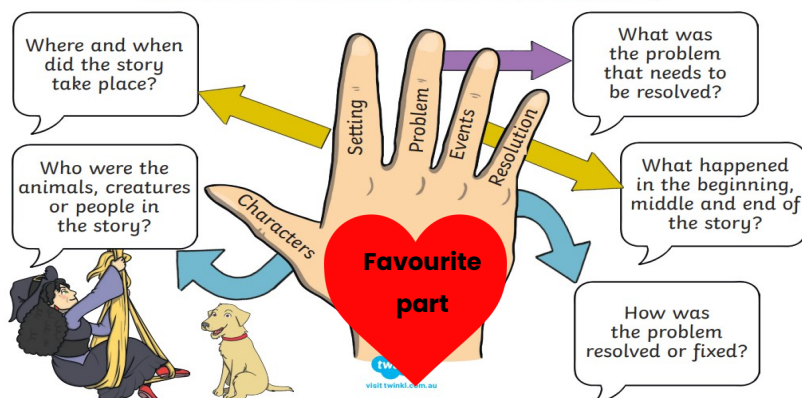 Where and when
did the story
take place?
What was
the problem
that needs to
be resolved?
Setting
Problem
Events
Resolution
Characters
Who were the
animals, creatures
or people in
the story?
What happened
in the beginning,
middle and end of
the story?
Favourite
part
How was
the problem
resolved or fixed?
visit twinkl.com.au